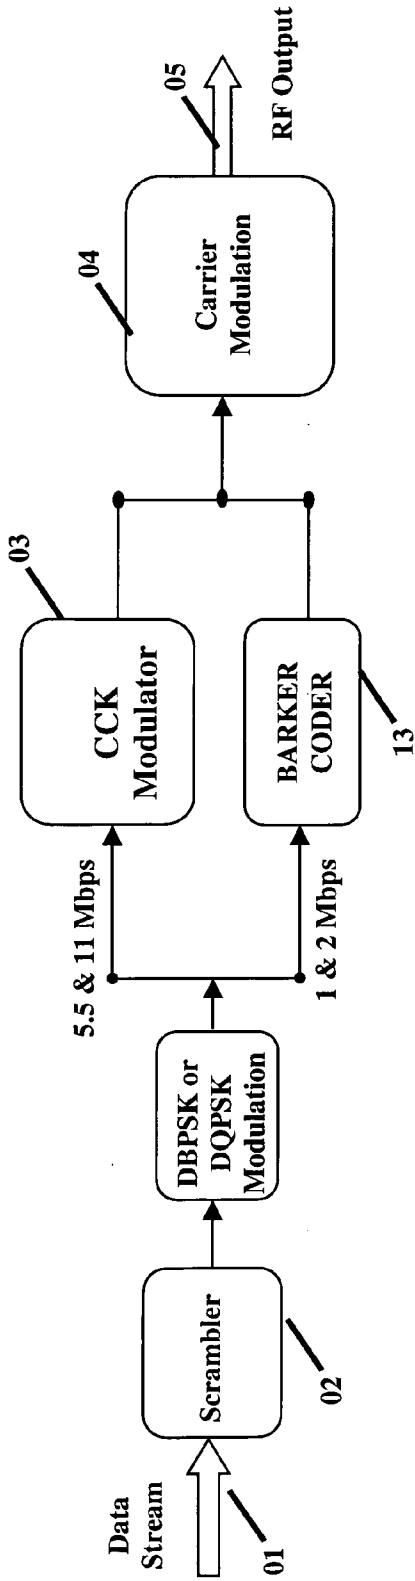 Data
Stream
01
Scrambler
02
DBPSK or
DQPSK
Modulation
5.5 & 11 Mbps
1 & 2 Mbps
CCK
Modulator
03
BARKER
CODER
13
Carrier
Modulation
04
05
RF Output